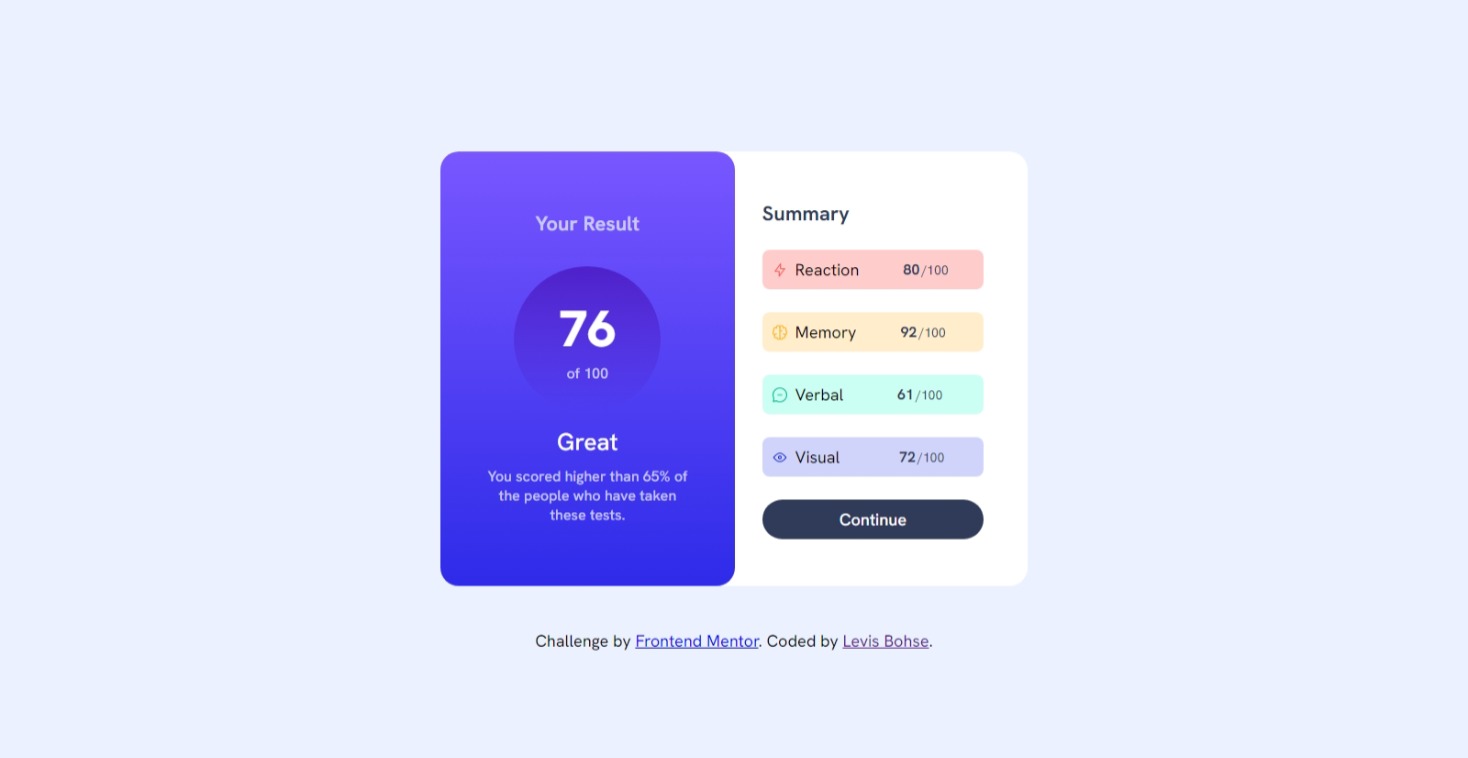 Your Result
76
of 100
Great
You scored higher than 65% of
the people who have taken
these tests.
Summary
Reaction 80/100
Memory 92/100
Verbal 61/100
Visual 72/100
Continue
Challenge by Frontend Mentor. Coded by Levis Bohse.